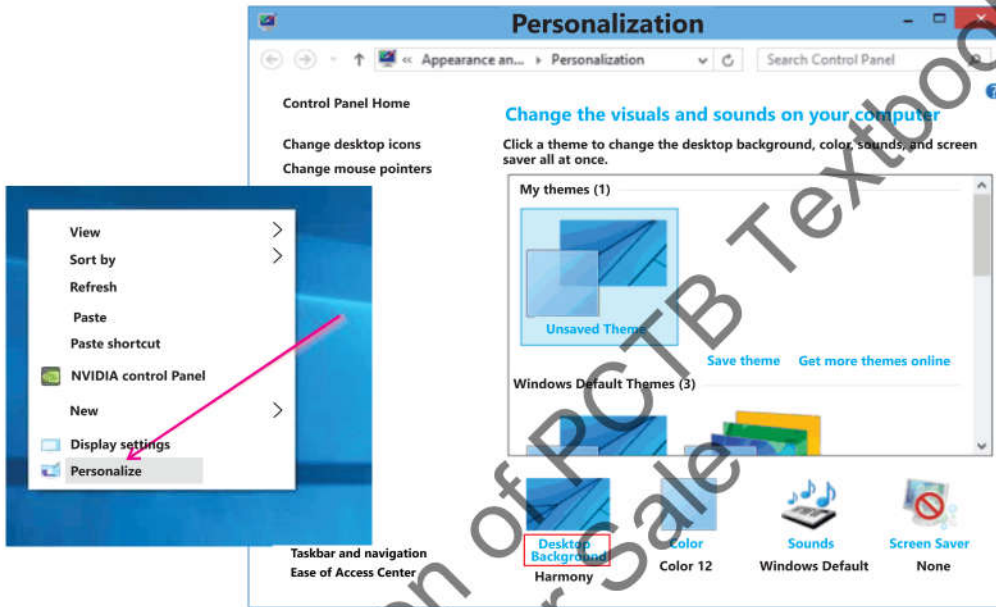 Personalization
Appearance an... Personalization
Search Control Panel
Control Panel Home
Change desktop icons
Change mouse pointers
Change the visuals and sounds on your computer
Click a theme to change the desktop background, color, sounds, and screen
saver all at once.
My themes (1)
Unsaved Theme
Save theme Get more themes online
Windows Default Themes (3)
View
Sort by
Refresh
Paste
Paste shortcut
NVIDIA control Panel
New
Display settings
Personalize
Taskbar and navigation
Ease of Access Center
Desktop
Background
Harmony
Color
Color 12
Sounds
Windows Default
Screen Saver
None
of PCTB
Sale